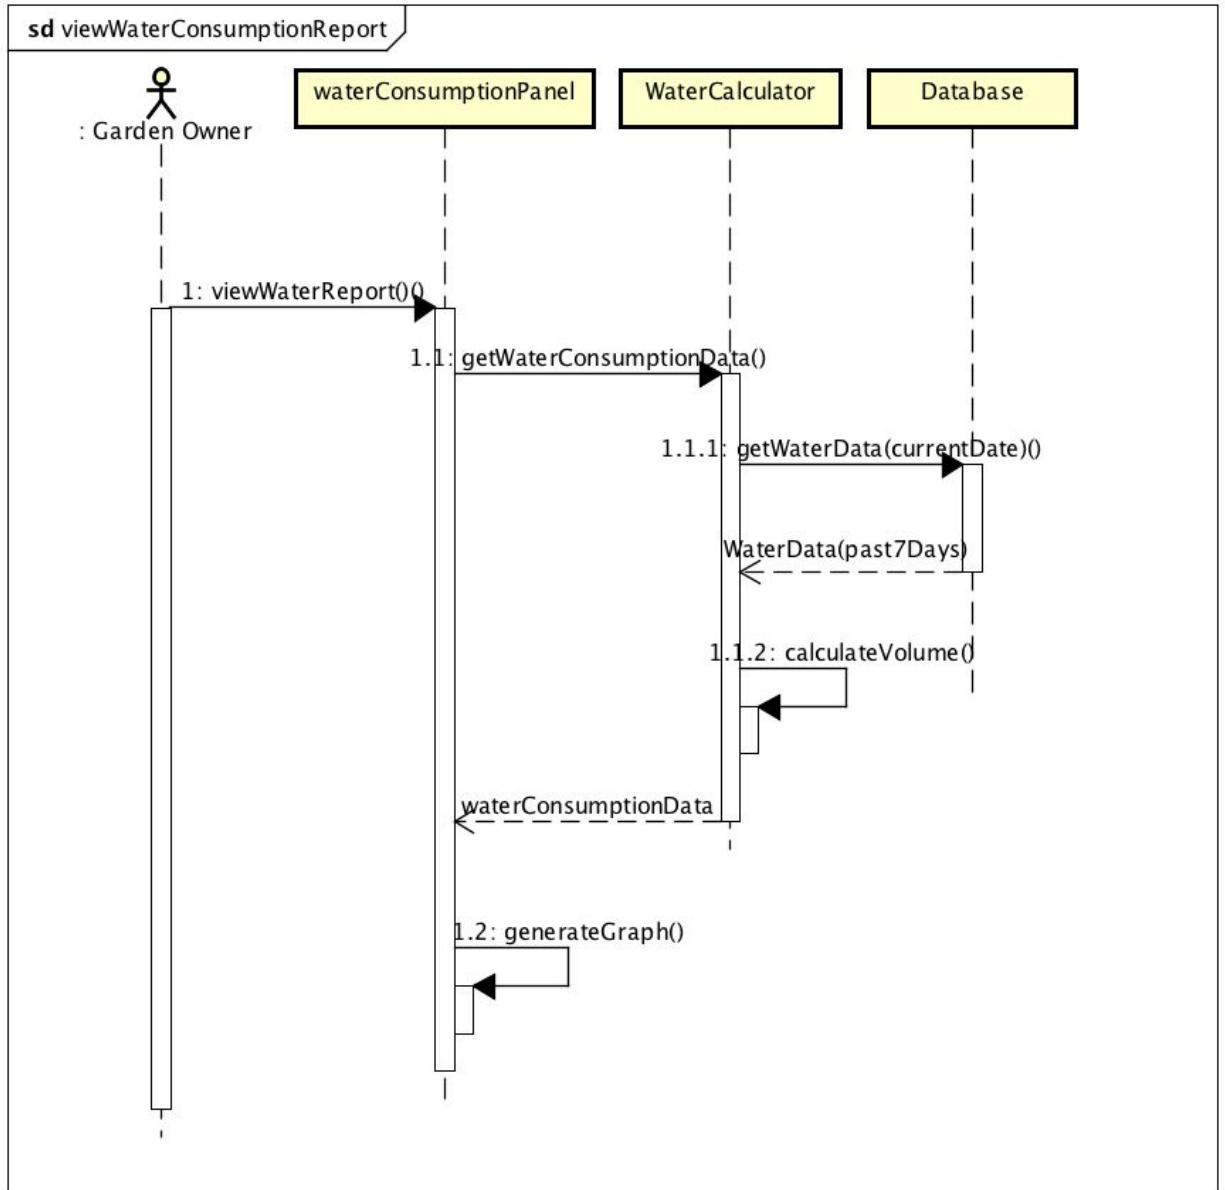 sd viewWaterConsumptionReport
: Garden Owner
waterConsumptionPanel
WaterCalculator
Database
1: viewWaterReport()()
1.1: getWaterConsumptionData()
1.1.1: getWaterData(currentDate)()
WaterData(past7Days)
1.1.2: calculateVolume()
waterConsumptionData
1.2: generateGraph()